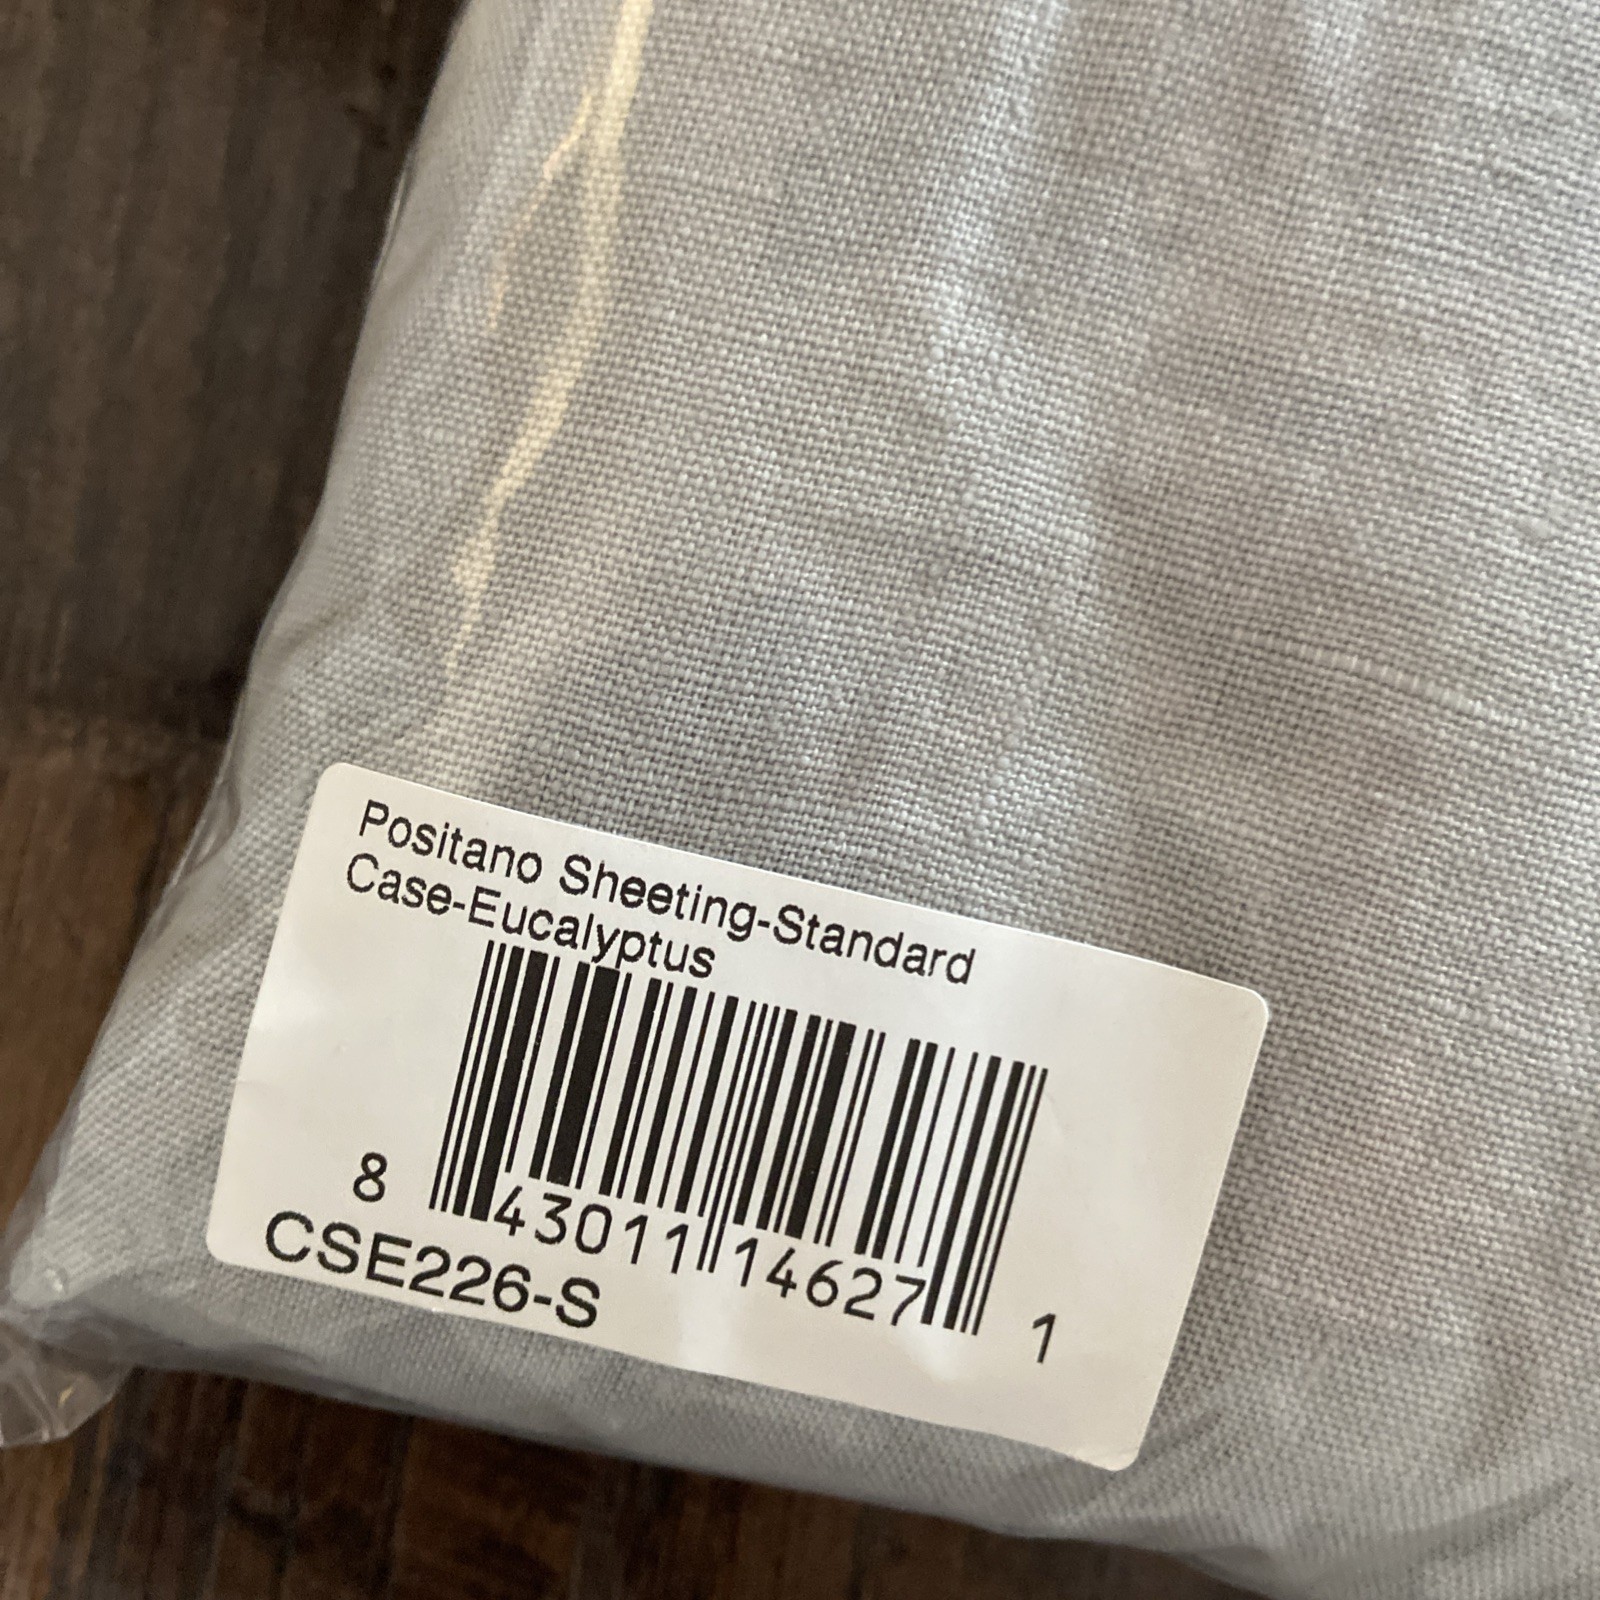 Positano Sheeting-Standard
Case-Eucalyptus
8 43011 14627 1
CSE226-S